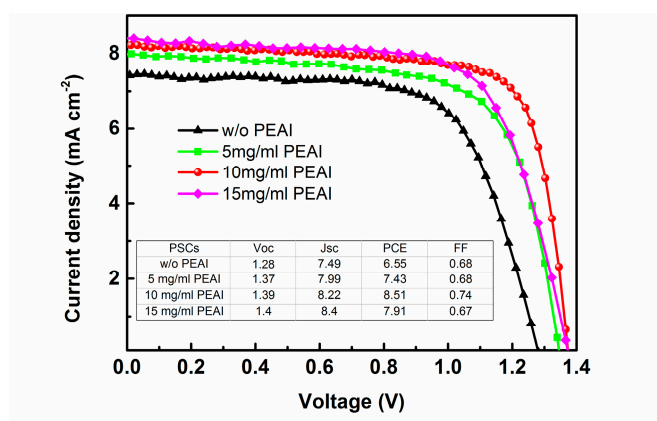 Current density (mA cm⁻²)
8
6
4
2
w/o PEAI
5mg/ml PEAI
10mg/ml PEAI
15mg/ml PEAI
PSCs Voc Jsc PCE FF
w/o PEAI 1.28 7.49 6.55 0.68
5 mg/ml PEAI 1.37 7.99 7.43 0.68
10 mg/ml PEAI 1.39 8.22 8.51 0.74
15 mg/ml PEAI 1.4 8.4 7.91 0.67
0.0 0.2 0.4 0.6 0.8 1.0 1.2 1.4
Voltage (V)